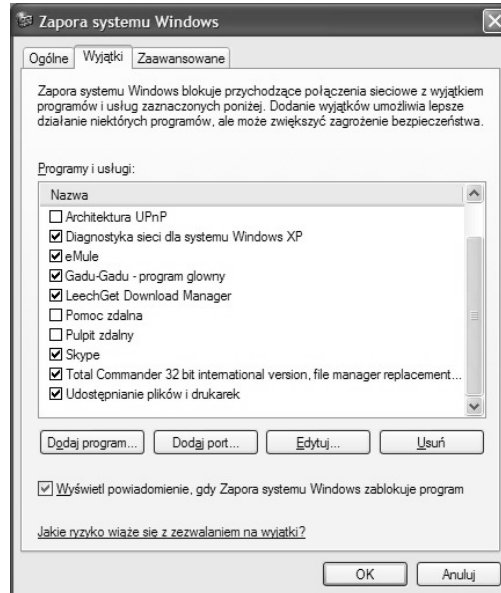 Zapora systemu Windows
Ogólne Wyjątki Zaawansowane
Zapora systemu Windows blokuje przychodzące połączenia sieciowe z wyjątkiem
programów i usług zaznaczonych poniżej. Dodanie wyjątków umożliwia lepsze
działanie niektórych programów, ale może zwiększyć zagrożenie bezpieczeństwa.
Programy i usługi:
Nazwa
Architektura UPnP
Diagnostyka sieci dla systemu Windows XP
eMule
Gadu-Gadu - program glowny
LeechGet Download Manager
Pomoc zdalna
Pulpit zdalny
Skype
Total Commander 32 bit international version, file manager replacement...
Udostępnianie plików i drukarek
Dodaj program... Dodaj port... Edytuj... Usuń
Wyświetl powiadomienie, gdy Zapora systemu Windows zablokuje program
Jakie ryzyko wiąże się z zezwalaniem na wyjątki?
OK Anuluj